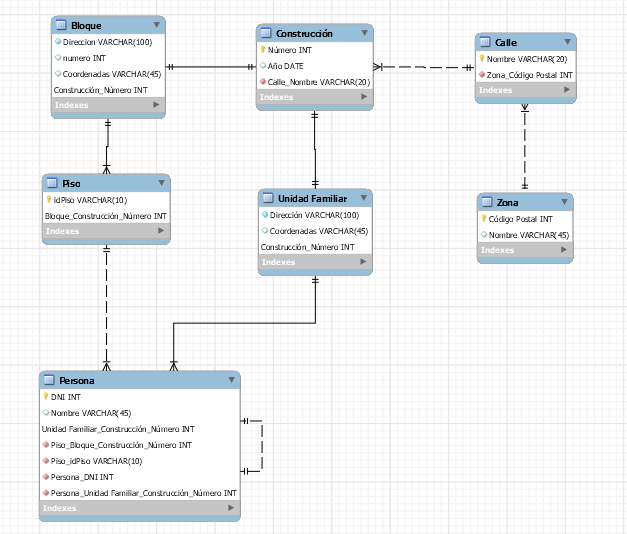 Bloque
Direccion VARCHAR(100)
numero INT
Coordenadas VARCHAR(45)
Construcción_Número INT
Indexes
Construcción
Número INT
Año DATE
Calle_Nombre VARCHAR(20)
Indexes
Calle
Nombre VARCHAR(20)
Zona_Código Postal INT
Indexes
Piso
idPiso VARCHAR(10)
Bloque_Construcción_Número INT
Indexes
Unidad Familiar
Dirección VARCHAR(100)
Coordenadas VARCHAR(45)
Construcción_Número INT
Indexes
Zona
Código Postal INT
Nombre VARCHAR(45)
Indexes
Persona
DNI INT
Nombre VARCHAR(45)
Unidad Familiar_Construcción_Número INT
Piso_Bloque_Construcción_Número INT
Piso_idPiso VARCHAR(10)
Persona_DNI INT
Persona_Unidad Familiar_Construcción_Número INT
Indexes